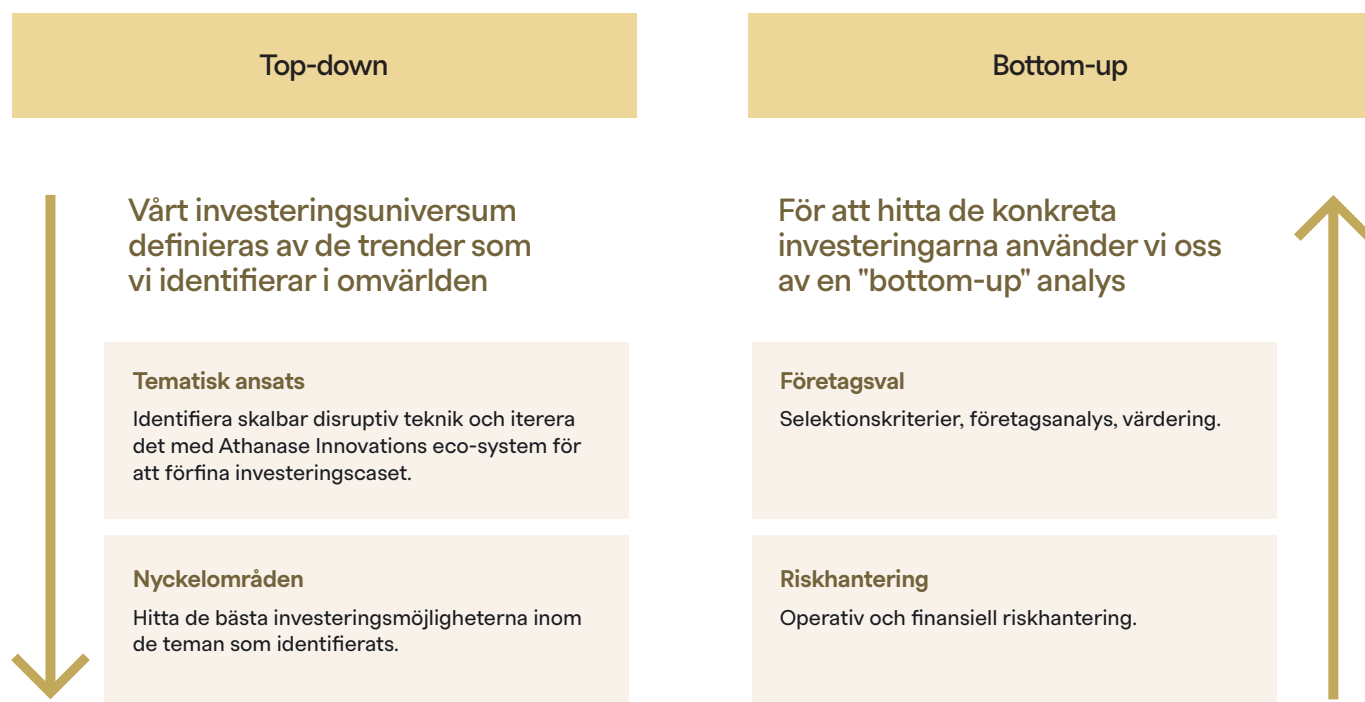 Top-down
Vårt investeringsuniversum
definieras av de trender som
vi identifierar i omvärlden
Tematisk ansats
Identifiera skalbar disruptiv teknik och iterera
det med Athanase Innovations eco-system för
att förfina investeringscaset.
Nyckelområden
Hitta de bästa investeringsmöjligheterna inom
de teman som identifierats.
Bottom-up
För att hitta de konkreta
investeringarna använder vi oss
av en "bottom-up" analys
Företagsval
Selektionskriterier, företagsanalys, värdering.
Riskhantering
Operativ och finansiell riskhantering.